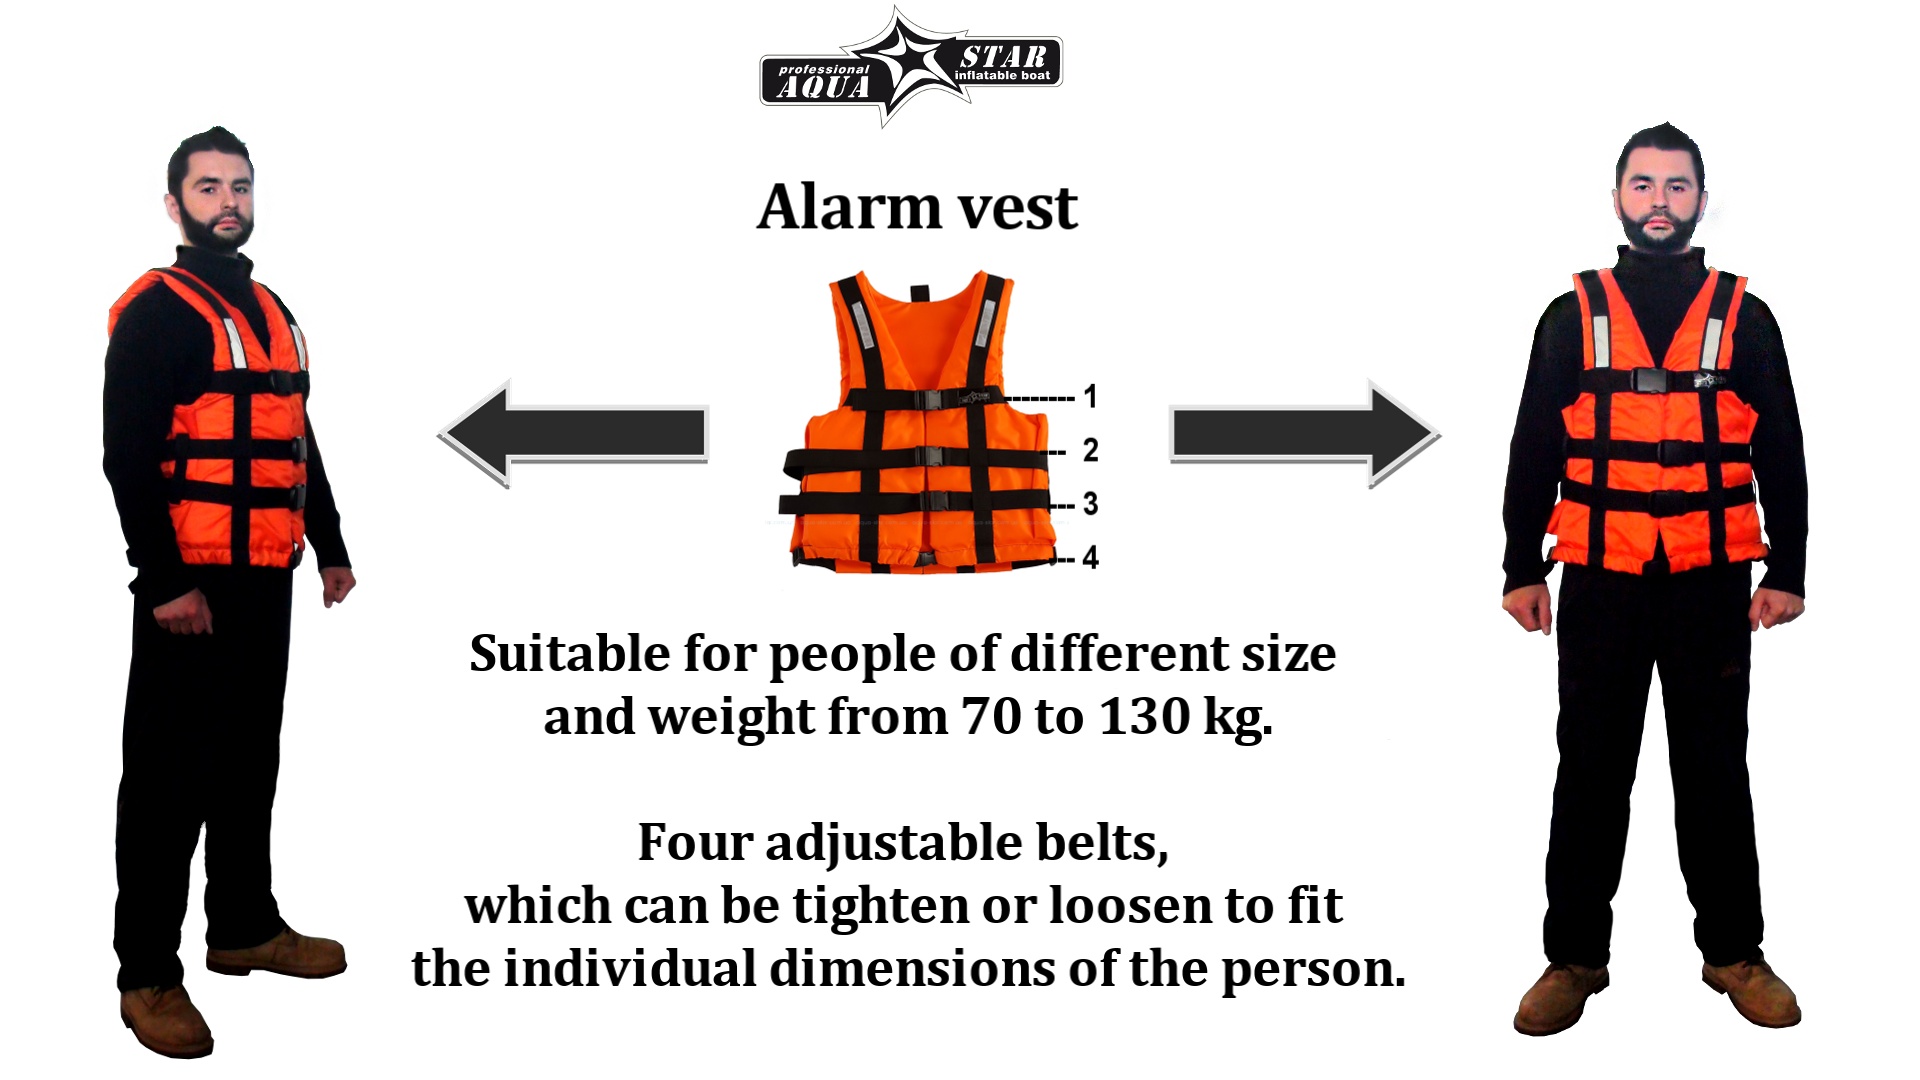 professional
AQUA
STAR
inflatable boat
Alarm vest
1
2
3
4
Suitable for people of different size
and weight from 70 to 130 kg.
Four adjustable belts,
which can be tighten or loosen to fit
the individual dimensions of the person.